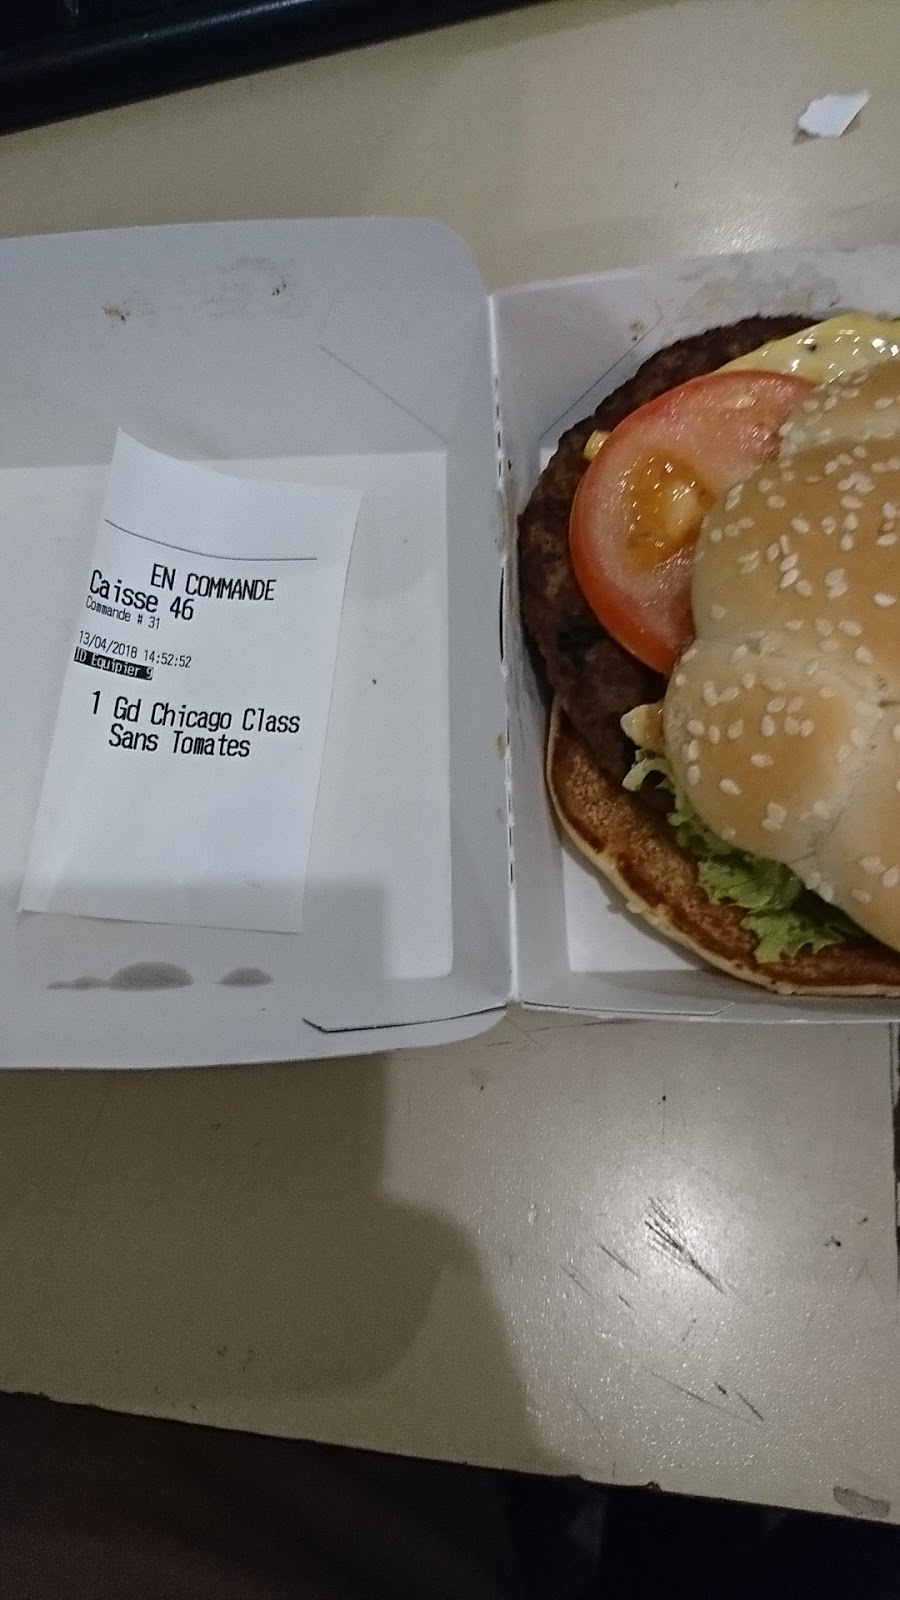 EN COMMANDE
Caisse 46
Commande # 31
13/04/2018 14:52:52
ID Equipier 9
1 Gd Chicago Class
Sans Tomates